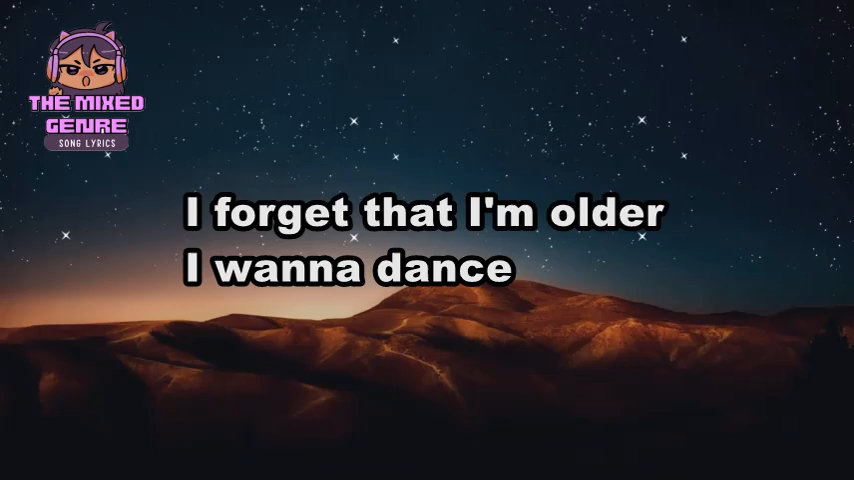 THE MIXED
GENRE
SONG LYRICS
I forget that I'm older
I wanna dance